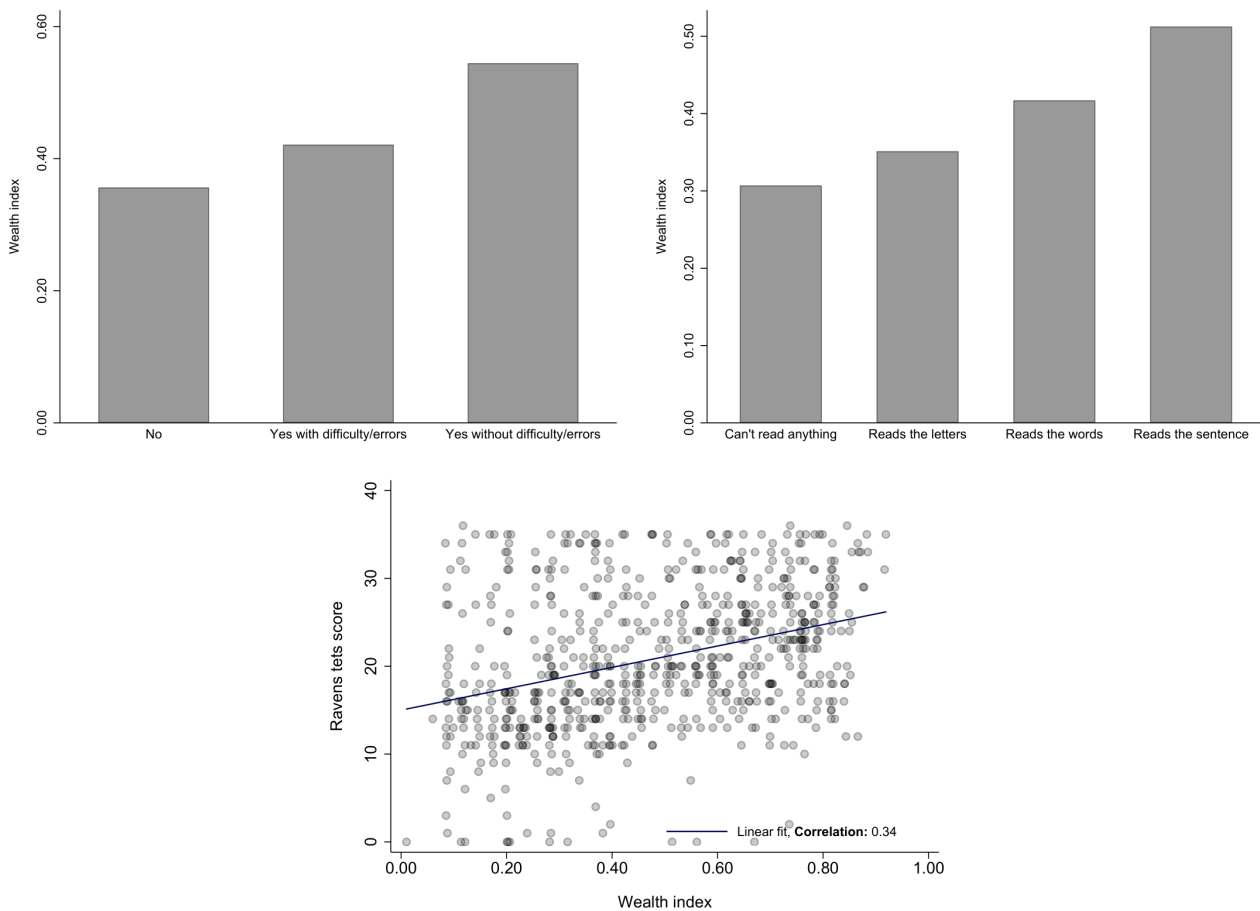 Wealth index
0.60
0.40
0.20
0.00
No
Yes with difficulty/errors
Yes without difficulty/errors
Wealth index
0.50
0.40
0.30
0.20
0.10
0.00
Can't read anything
Reads the letters
Reads the words
Reads the sentence
Ravens tets score
40
30
20
10
0
Linear fit, Correlation: 0.34
0.00
0.20
0.40
0.60
0.80
1.00
Wealth index